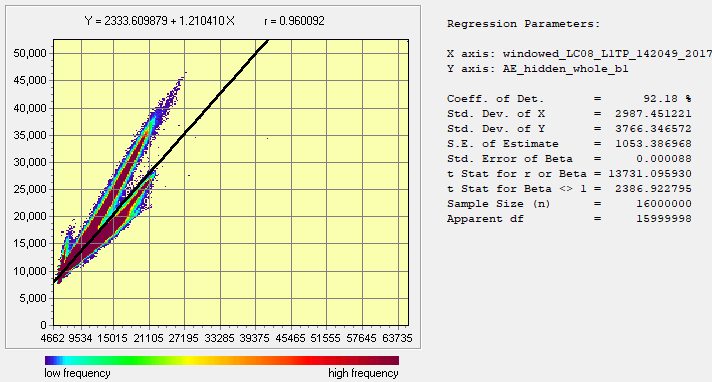 Y = 2333.609879 + 1.210410 X r = 0.960092
50,000
45,000
40,000
35,000
30,000
25,000
20,000
15,000
10,000
5,000
0
4662 9534 15015 21105 27195 33285 39375 45465 51555 57645 63735
low frequency high frequency
Regression Parameters:
X axis: windowed_LC08_L1TP_142049_2017
Y axis: AE_hidden_whole_b1
Coeff. of Det. = 92.18 %
Std. Dev. of X = 2987.451221
Std. Dev. of Y = 3766.346572
S.E. of Estimate = 1053.386968
Std. Error of Beta = 0.000088
t Stat for r or Beta = 13731.095930
t Stat for Beta <> 1 = 2386.922795
Sample Size (n) = 16000000
Apparent df = 15999998